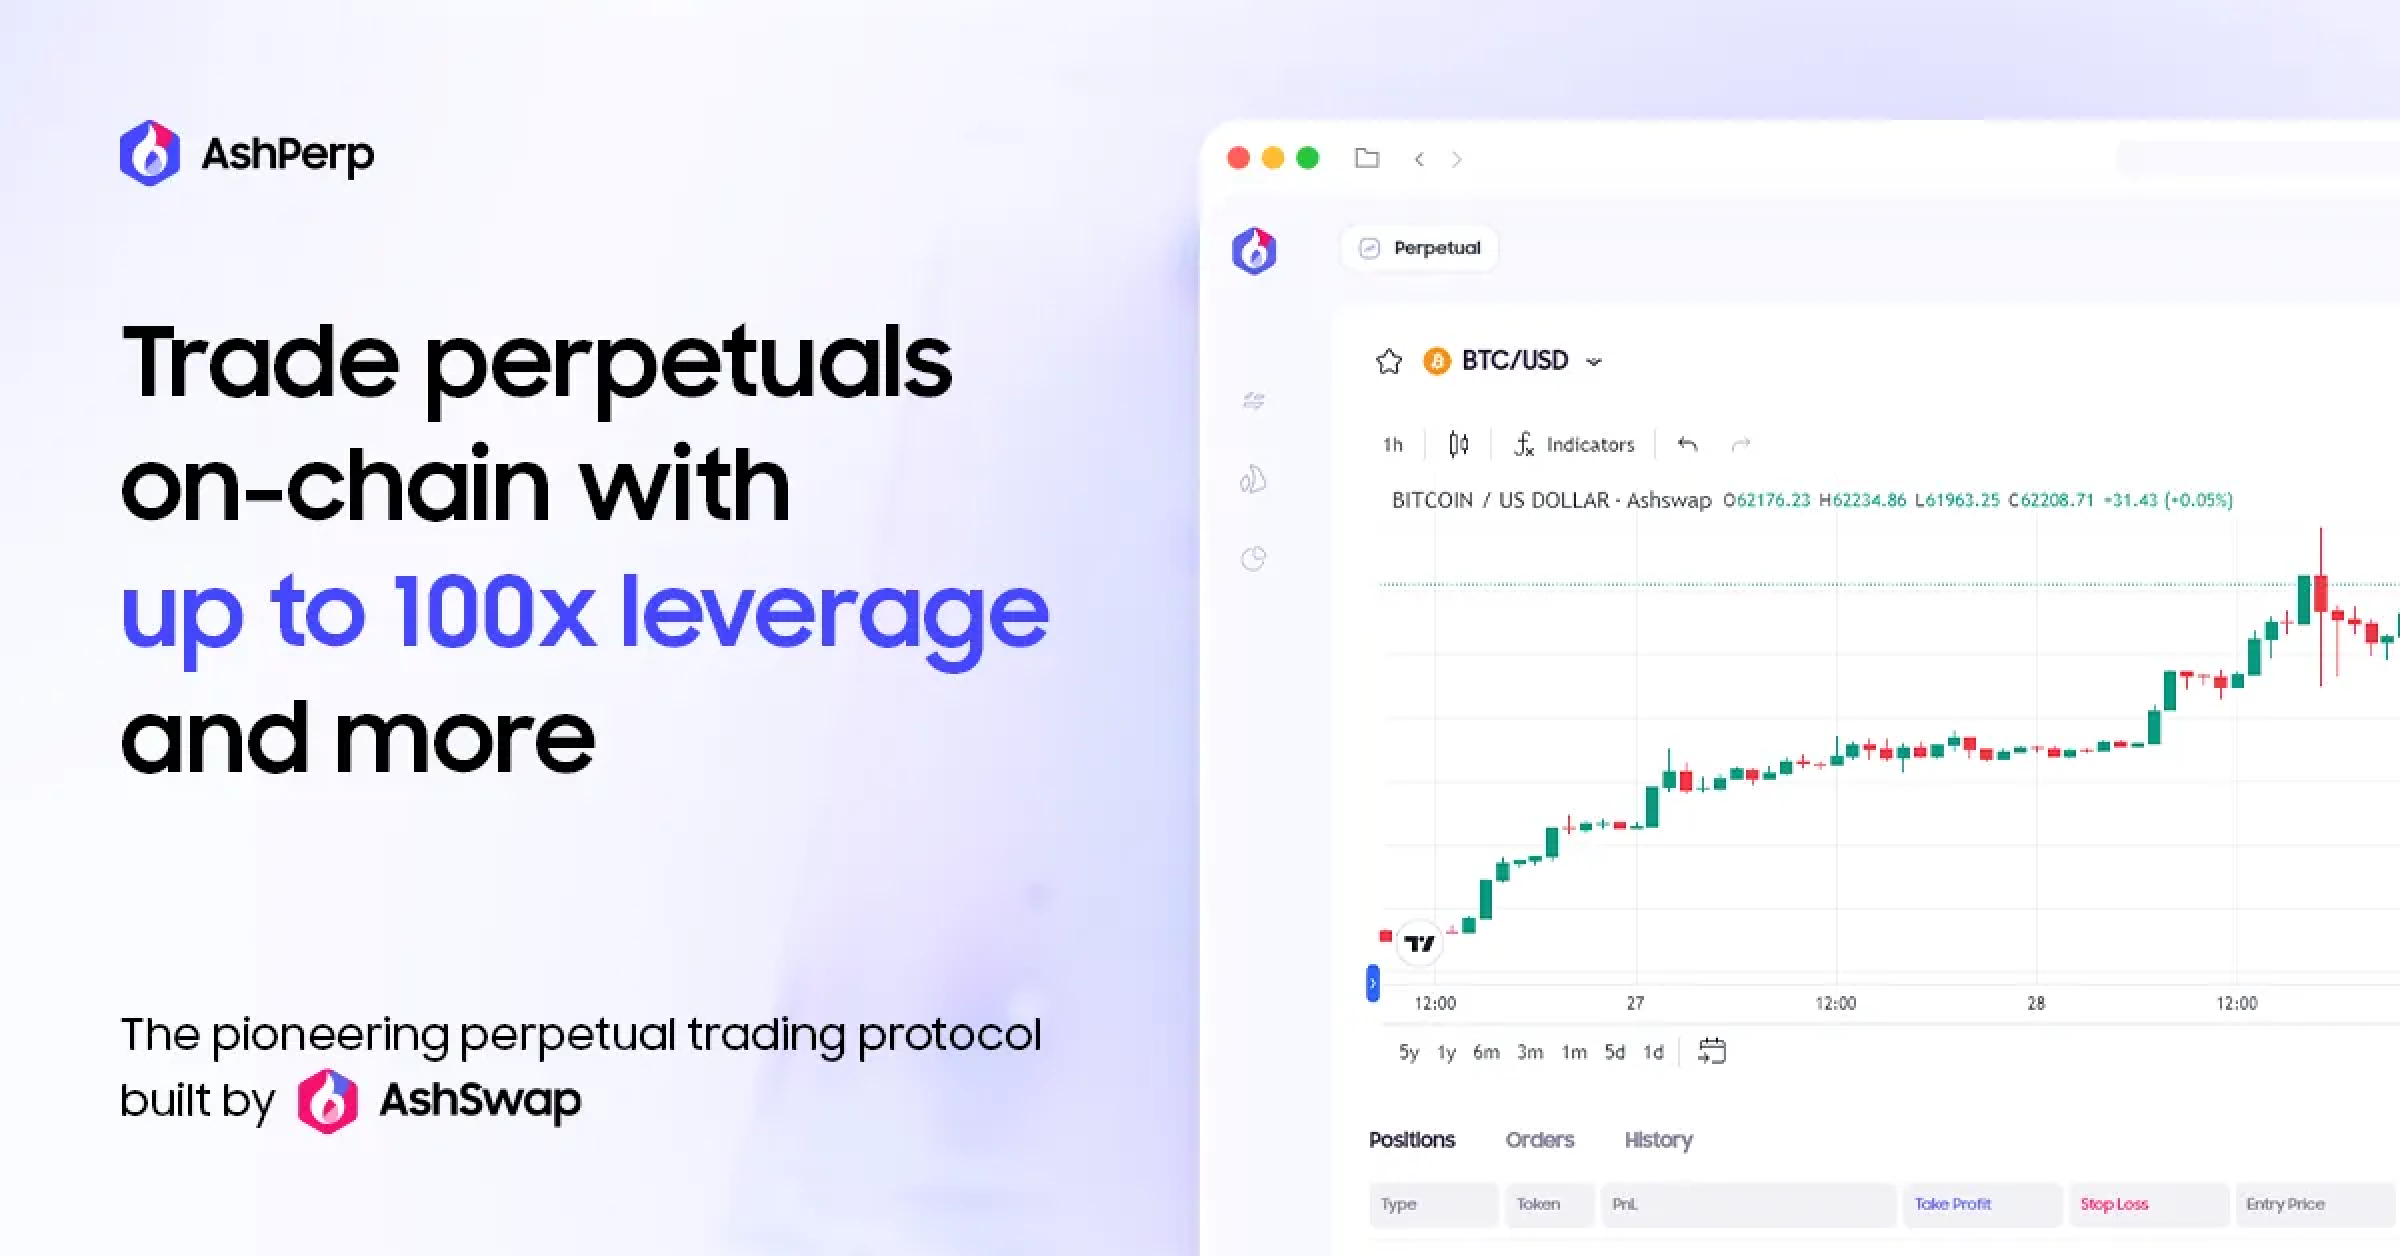 AshPerp
Trade perpetuals
on-chain with
up to 100x leverage
and more
The pioneering perpetual trading protocol
built by AshSwap
Perpetual
BTC/USD
1h Indicators
BITCOIN / US DOLLAR · Ashswap O62176.23 H62234.86 L61963.25 C62208.71 +31.43 (+0.05%)
12:00 27 12:00 28 12:00
5y 1y 6m 3m 1m 5d 1d
Positions Orders History
Type Token PnL Take Profit Stop Loss Entry Price